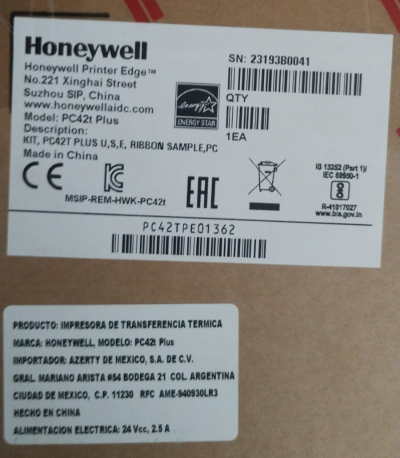 Honeywell
Honeywell Printer Edge™
No.221 Xinghai Street
Suzhou SIP, China
www.honeywellaidc.com
Model: PC42t Plus
Description:
KIT, PC42T PLUS U,S,E, RIBBON SAMPLE,PC
Made in China
SN: 23193B0041
QTY
1EA
energy
ENERGY STAR
CE
MSIP-REM-HWK-PC42t
EAC
IS 13252 (Part 1)/
IEC 60950-1
R-41017027
www.bis.gov.in
PC42TPE01362
PRODUCTO: IMPRESORA DE TRANSFERENCIA TERMICA
MARCA: HONEYWELL, MODELO: PC42t Plus
IMPORTADOR: AZERTY DE MEXICO, S.A. DE C.V.
GRAL. MARIANO ARISTA #54 BODEGA 21 COL. ARGENTINA
CIUDAD DE MEXICO, C.P. 11230 RFC AME-940930LR3
HECHO EN CHINA
ALIMENTACION ELECTRICA: 24 Vcc, 2.5 A